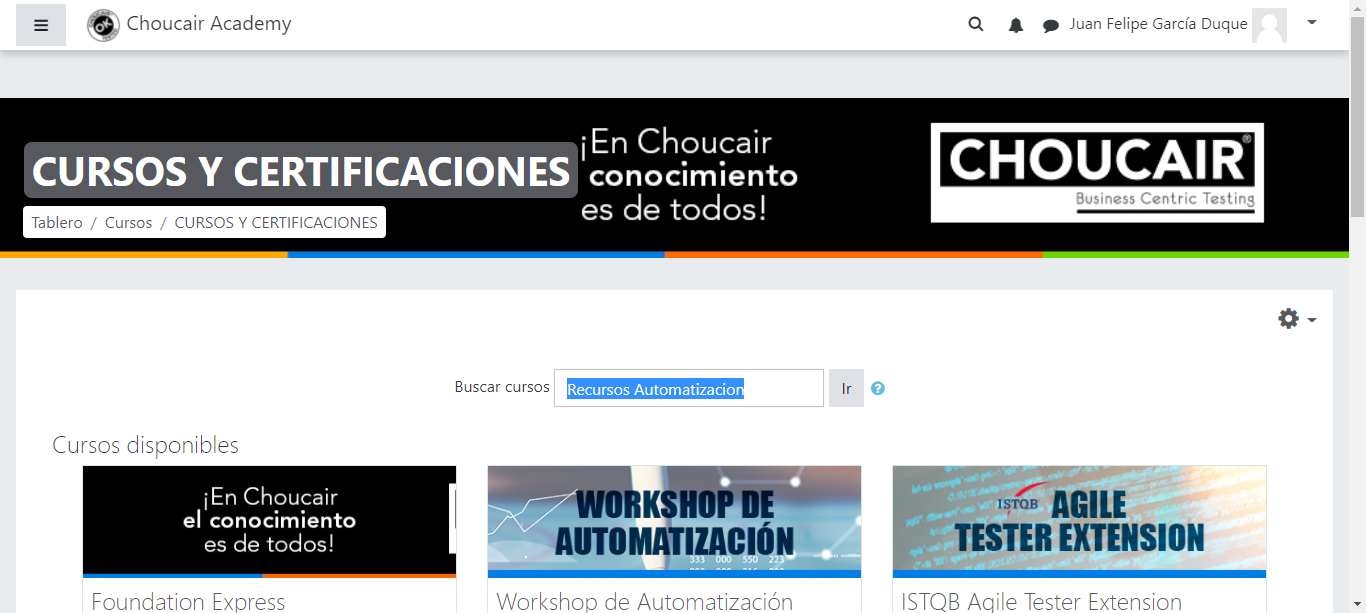 Choucair Academy
Juan Felipe García Duque
CURSOS Y CERTIFICACIONES
Tablero / Cursos / CURSOS Y CERTIFICACIONES
¡En Choucair
conocimiento
es de todos!
CHOUCAIR®
Business Centric Testing
Buscar cursos
Recursos Automatizacion
Ir
Cursos disponibles
¡En Choucair
el conocimiento
es de todos!
Foundation Express
WORKSHOP DE
AUTOMATIZACIÓN
Workshop de Automatización
ISTQB AGILE
TESTER EXTENSION
ISTQB Agile Tester Extension